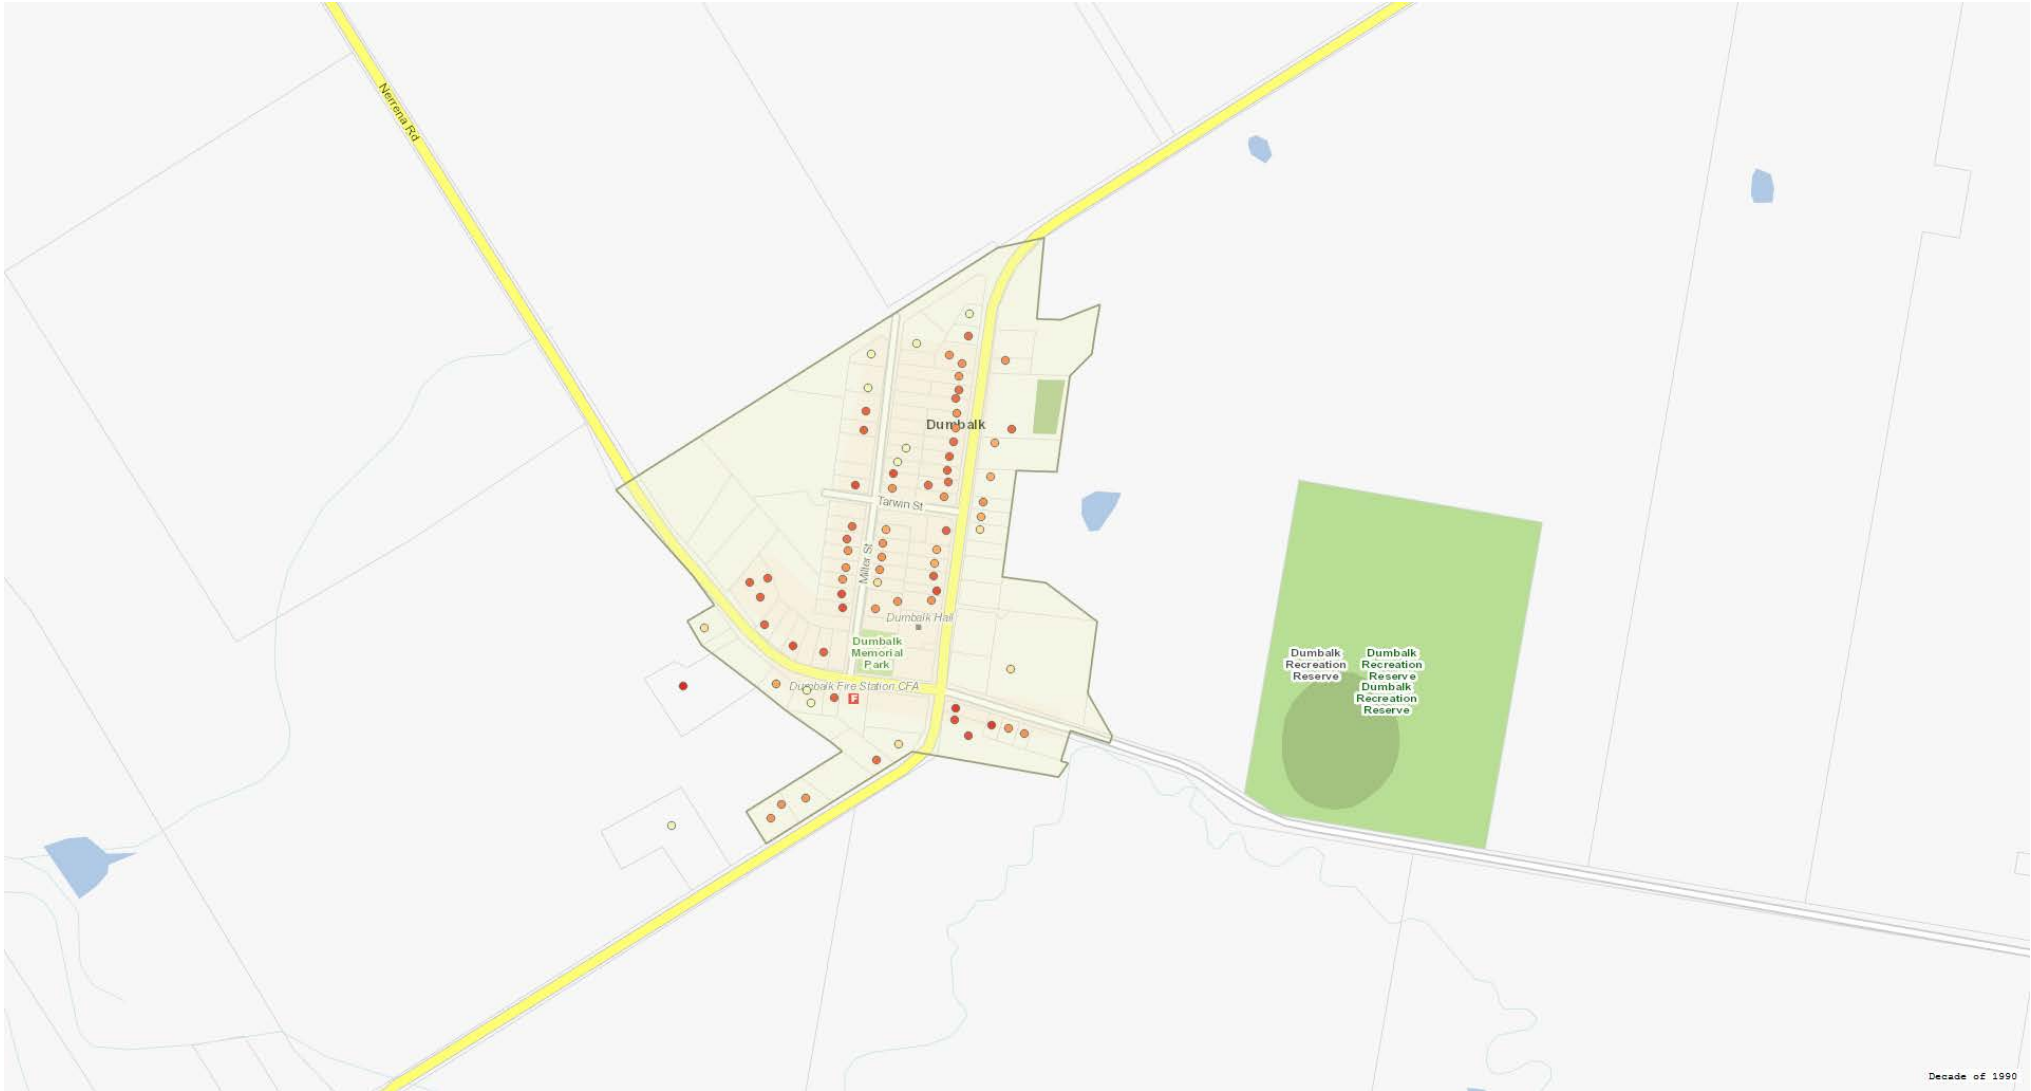 Nerrena Rd
Dumbalk
Tarwin St
Milter St
Dumbalk Hall
Dumbalk
Memorial
Park
Dumbalk Fire Station CFA
F
Dumbalk
Recreation
Reserve
Dumbalk
Recreation
Reserve
Dumbalk
Recreation
Reserve
Decade of 1990